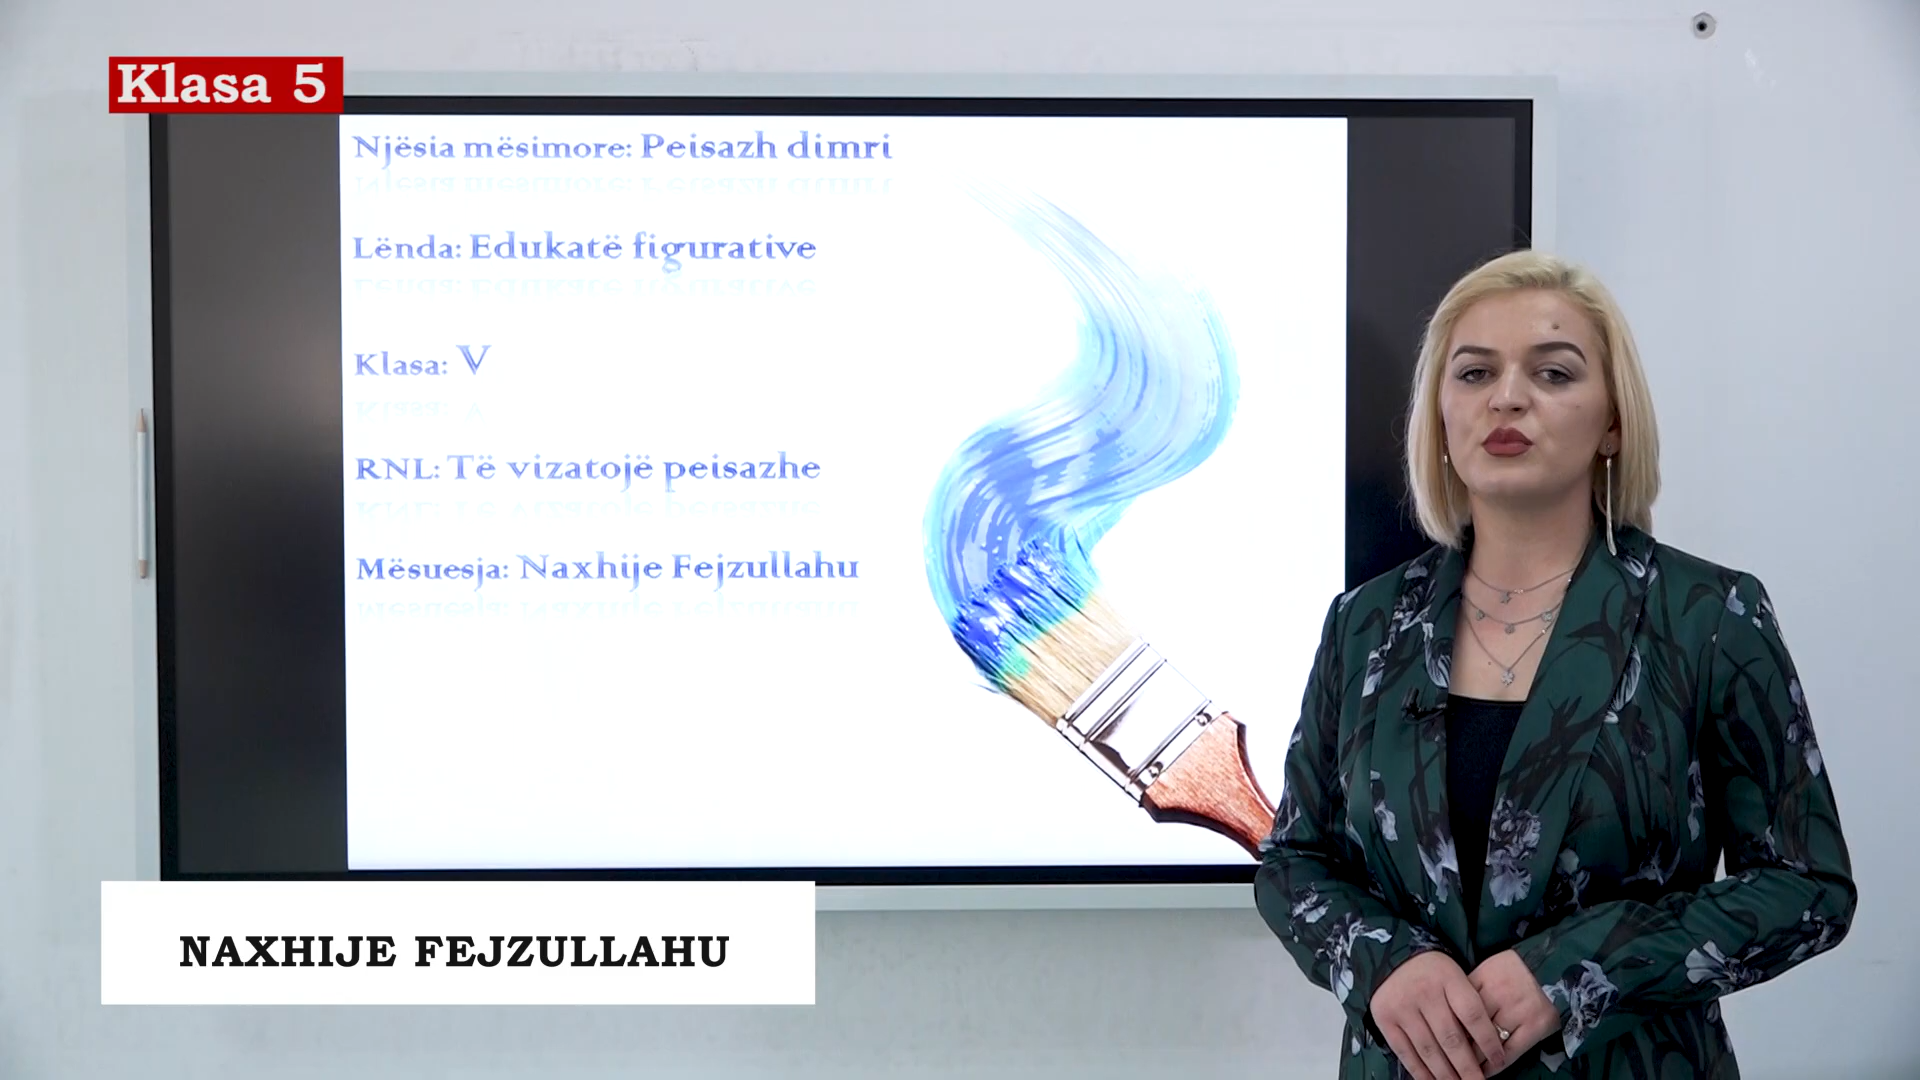 Klasa 5
Njësia mësimore: Peisazh dimri
Lënda: Edukatë figurative
Klasa: V
RNL: Të vizatojë peisazhe
Mësuesja: Naxhije Fejzullahu
NAXHIJE FEJZULLAHU